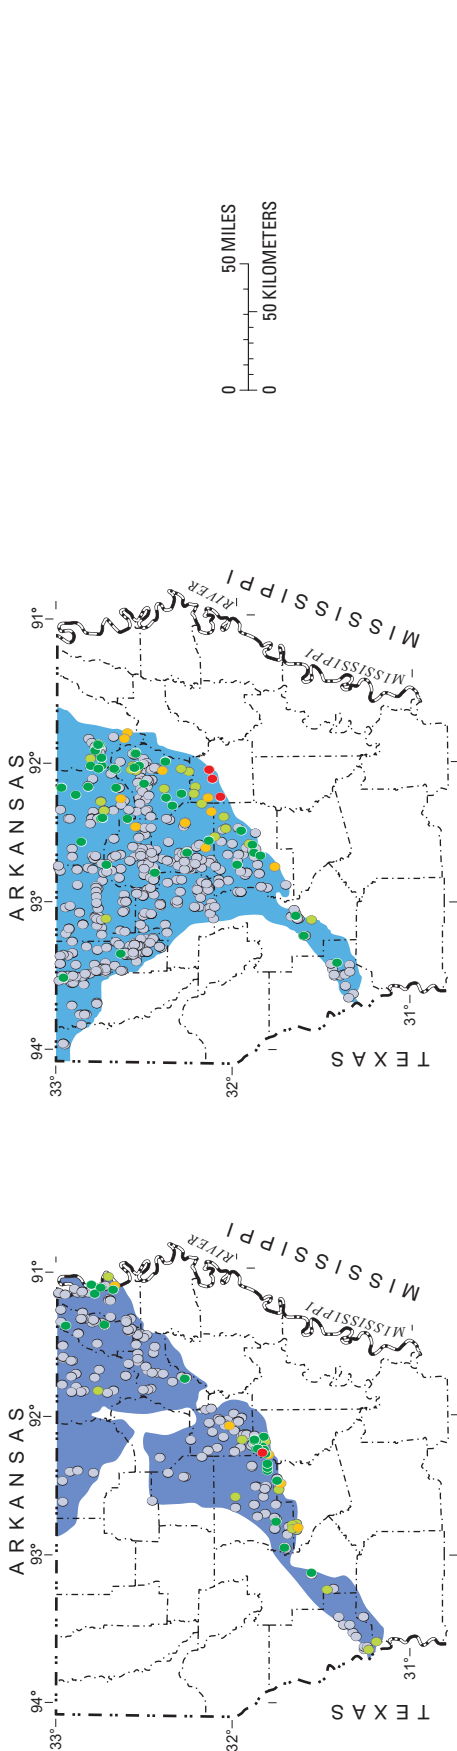 ARKANSAS
94°
93°
92°
91°
33°
32°
31°
TEXAS
MISSISSIPPI
RIVER
MISSISSIPPI
ARKANSAS
94°
93°
92°
91°
33°
32°
31°
TEXAS
MISSISSIPPI
RIVER
MISSISSIPPI
0 50 MILES
0 50 KILOMETERS